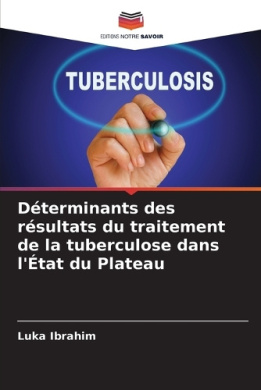 EDITIONS NOTRE SAVOIR
TUBERCULOSIS
Déterminants des
résultats du traitement
de la tuberculose dans
l'État du Plateau
Luka Ibrahim